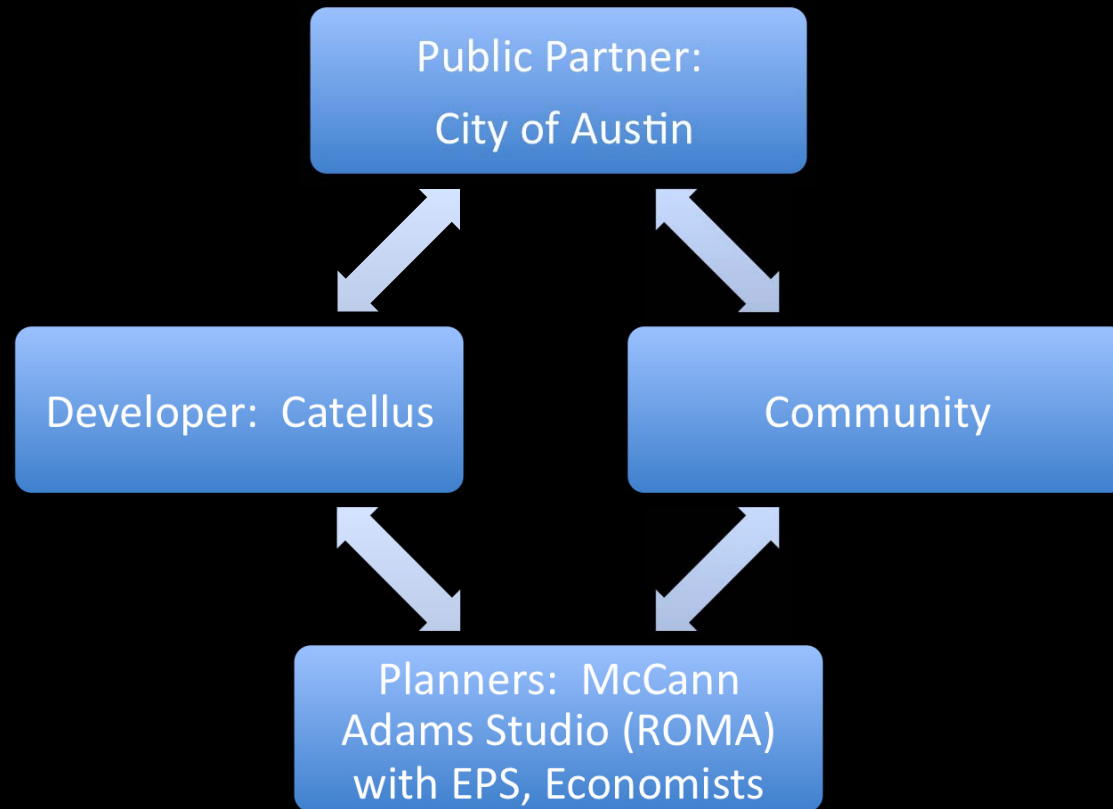 Public Partner:
City of Austin
Developer:  Catellus
Community
Planners:  McCann
Adams Studio (ROMA)
with EPS, Economists